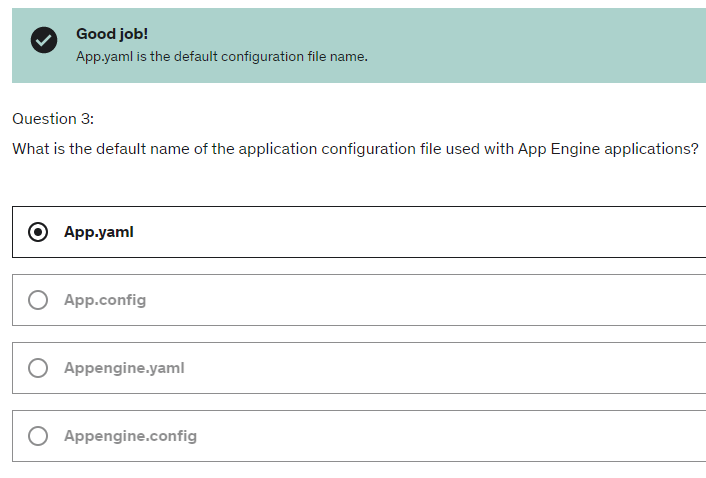 Good job!
App.yaml is the default configuration file name.
Question 3:
What is the default name of the application configuration file used with App Engine applications?
App.yaml
App.config
Appengine.yaml
Appengine.config